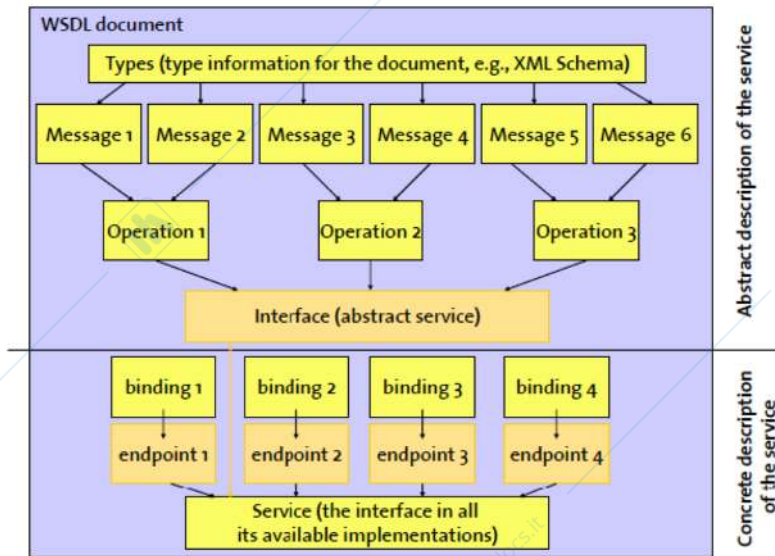 WSDL document
Types (type information for the document, e.g., XML Schema)
Message 1 Message 2 Message 3 Message 4 Message 5 Message 6
Operation 1 Operation 2 Operation 3
Interface (abstract service)
Abstract description of the service
binding 1 binding 2 binding 3 binding 4
endpoint 1 endpoint 2 endpoint 3 endpoint 4
Service (the interface in all
its available implementations)
Concrete description
of the service